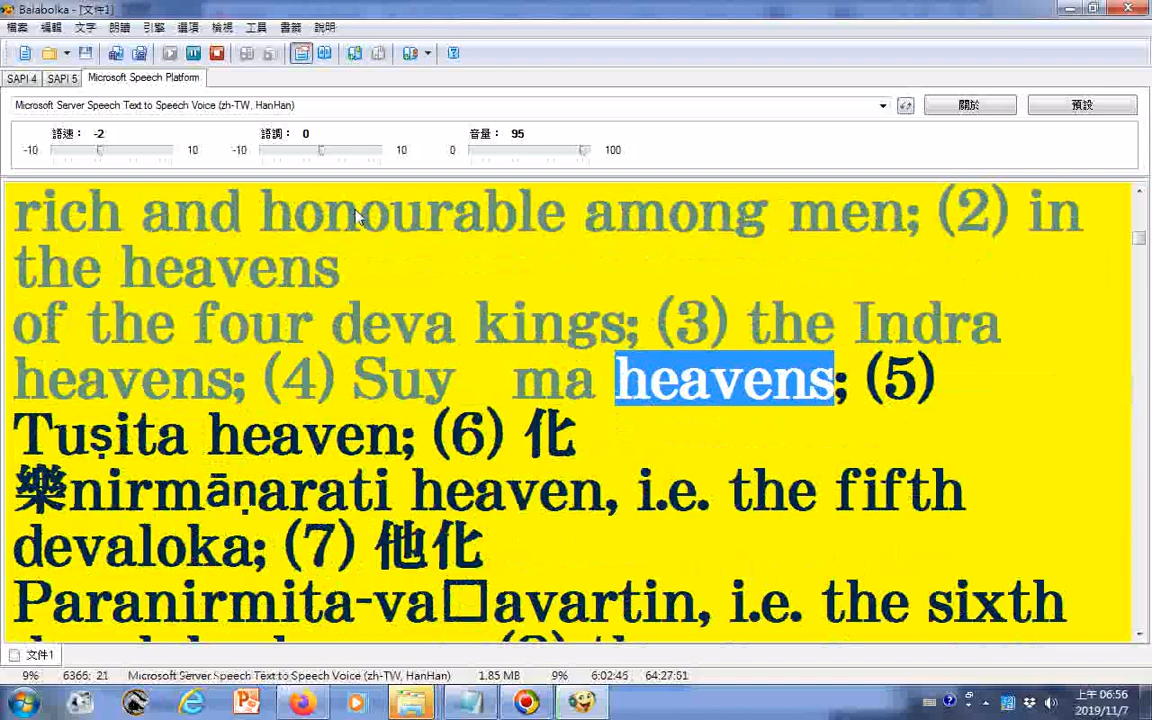 Balabolka - [文件1]
檔案 編輯 文字 朗讀 引擎 選項 檢視 工具 書籤 說明
SAPI 4 SAPI 5 Microsoft Speech Platform
Microsoft Server Speech Text to Speech Voice (zh-TW, HanHan) 關於 預設
語速： -2 語調： 0 音量： 95
-10 10 -10 10 0 100
rich and honourable among men; (2) in
the heavens
of the four deva kings; (3) the Indra
heavens; (4) Suy ma heavens; (5)
Tuṣita heaven; (6) 化
樂nirmāṇarati heaven, i.e. the fifth
devaloka; (7) 他化
Paranirmita-va□avartin, i.e. the sixth
文件1
9% 6366: 21 Microsoft Server Speech Text to Speech Voice (zh-TW, HanHan) 1.85 MB 9% 6:02:45 64:27:51
上午 06:56
2019/11/7